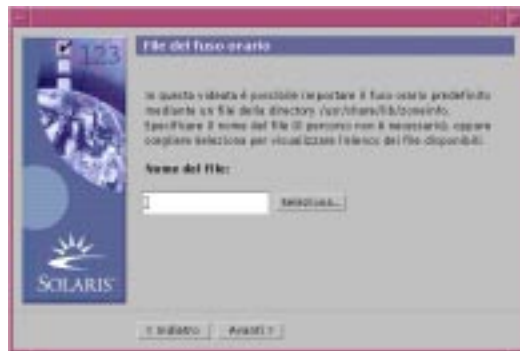 File del fuso orario
123
In questa videata è possibile impostare il fuso orario predefinito
mediante un file della directory /usr/share/lib/zoneinfo.
Specificare il nome del file (il percorso non è necessario), oppure
scegliere Seleziona per visualizzare l'elenco dei file disponibili.
Nome del file:
Seleziona...
SOLARIS
< Indietro
Avanti >